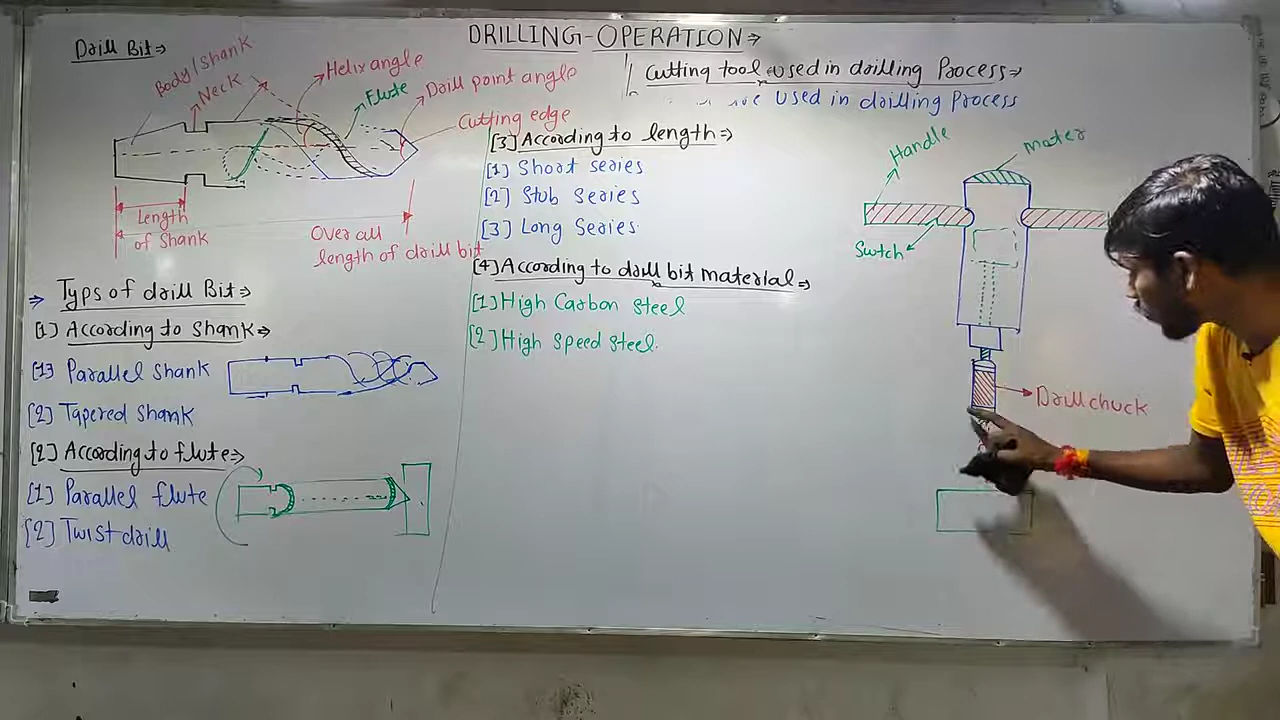 DRILLING-OPERATION⇒
Drill Bit⇒
Body/Shank
Neck
Helix angle
Flute
Drill point angle
Cutting edge
Length
of Shank
Over all
length of drill bit
⇒ Typs of drill Bit⇒
[1] According to Shank⇒
[1] Parallel Shank
[2] Tapered Shank
[2] According to flute⇒
[1] Parallel flute
[2] Twist drill
Cutting tool used in drilling Process⇒
used in drilling Process
[3] According to length⇒
[1] Short series
[2] Stub Series
[3] Long Series.
[4] According to drill bit material⇒
[1] High Carbon Steel
[2] High Speed Steel.
Handle
Moter
Swtch
Drill chuck